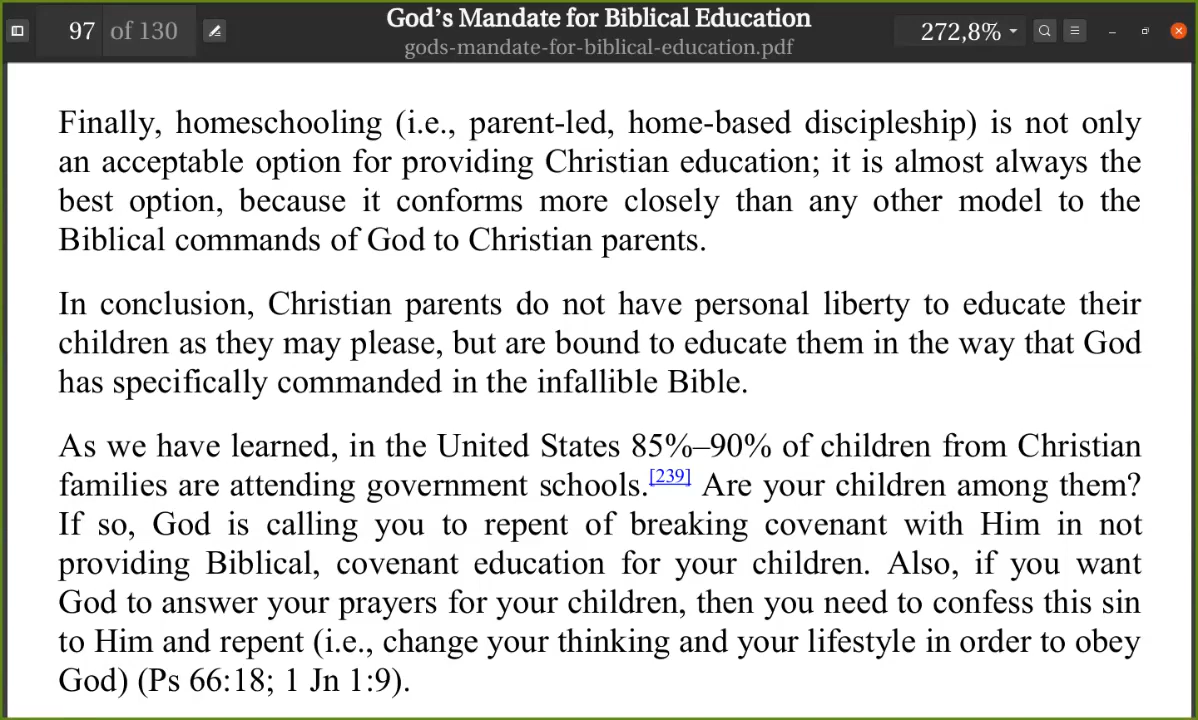 God's Mandate for Biblical Education
97 of 130
gods-mandate-for-biblical-education.pdf
272,8%
Finally, homeschooling (i.e., parent-led, home-based discipleship) is not only
an acceptable option for providing Christian education; it is almost always the
best option, because it conforms more closely than any other model to the
Biblical commands of God to Christian parents.
In conclusion, Christian parents do not have personal liberty to educate their
children as they may please, but are bound to educate them in the way that God
has specifically commanded in the infallible Bible.
As we have learned, in the United States 85%–90% of children from Christian
families are attending government schools.[239] Are your children among them?
If so, God is calling you to repent of breaking covenant with Him in not
providing Biblical, covenant education for your children. Also, if you want
God to answer your prayers for your children, then you need to confess this sin
to Him and repent (i.e., change your thinking and your lifestyle in order to obey
God) (Ps 66:18; 1 Jn 1:9).